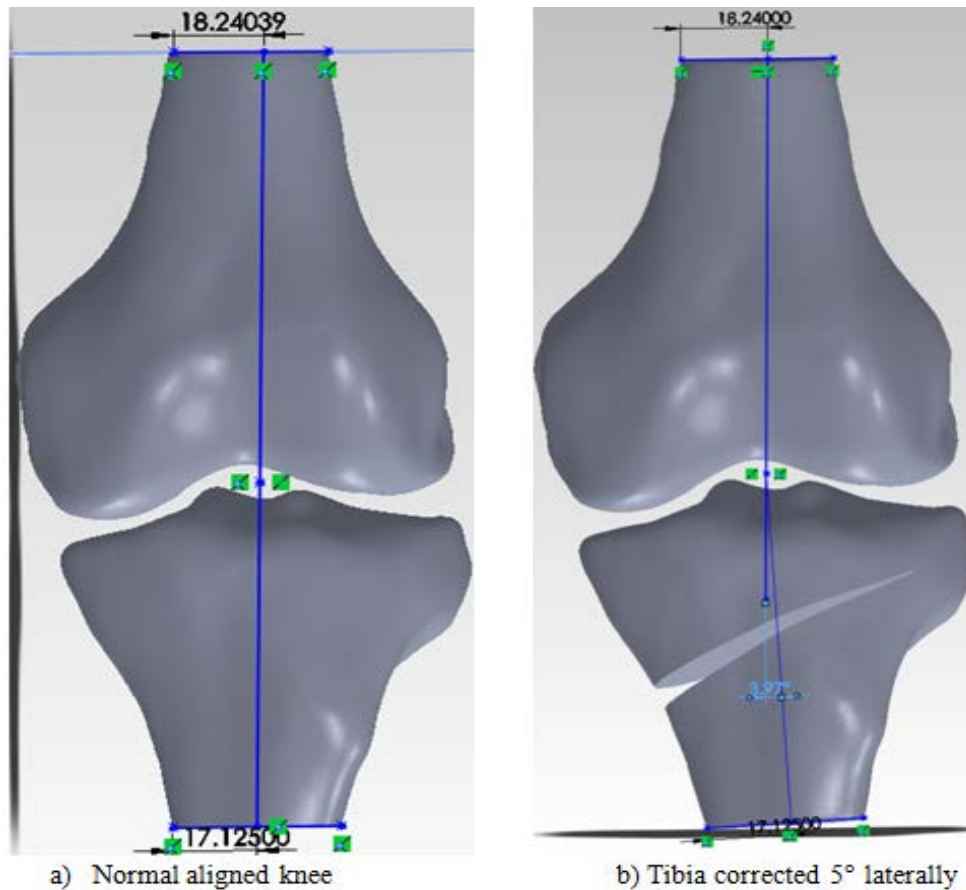 18.24039
18.24000
3.97°
17.12500
17.12500
a) Normal aligned knee
b) Tibia corrected 5° laterally